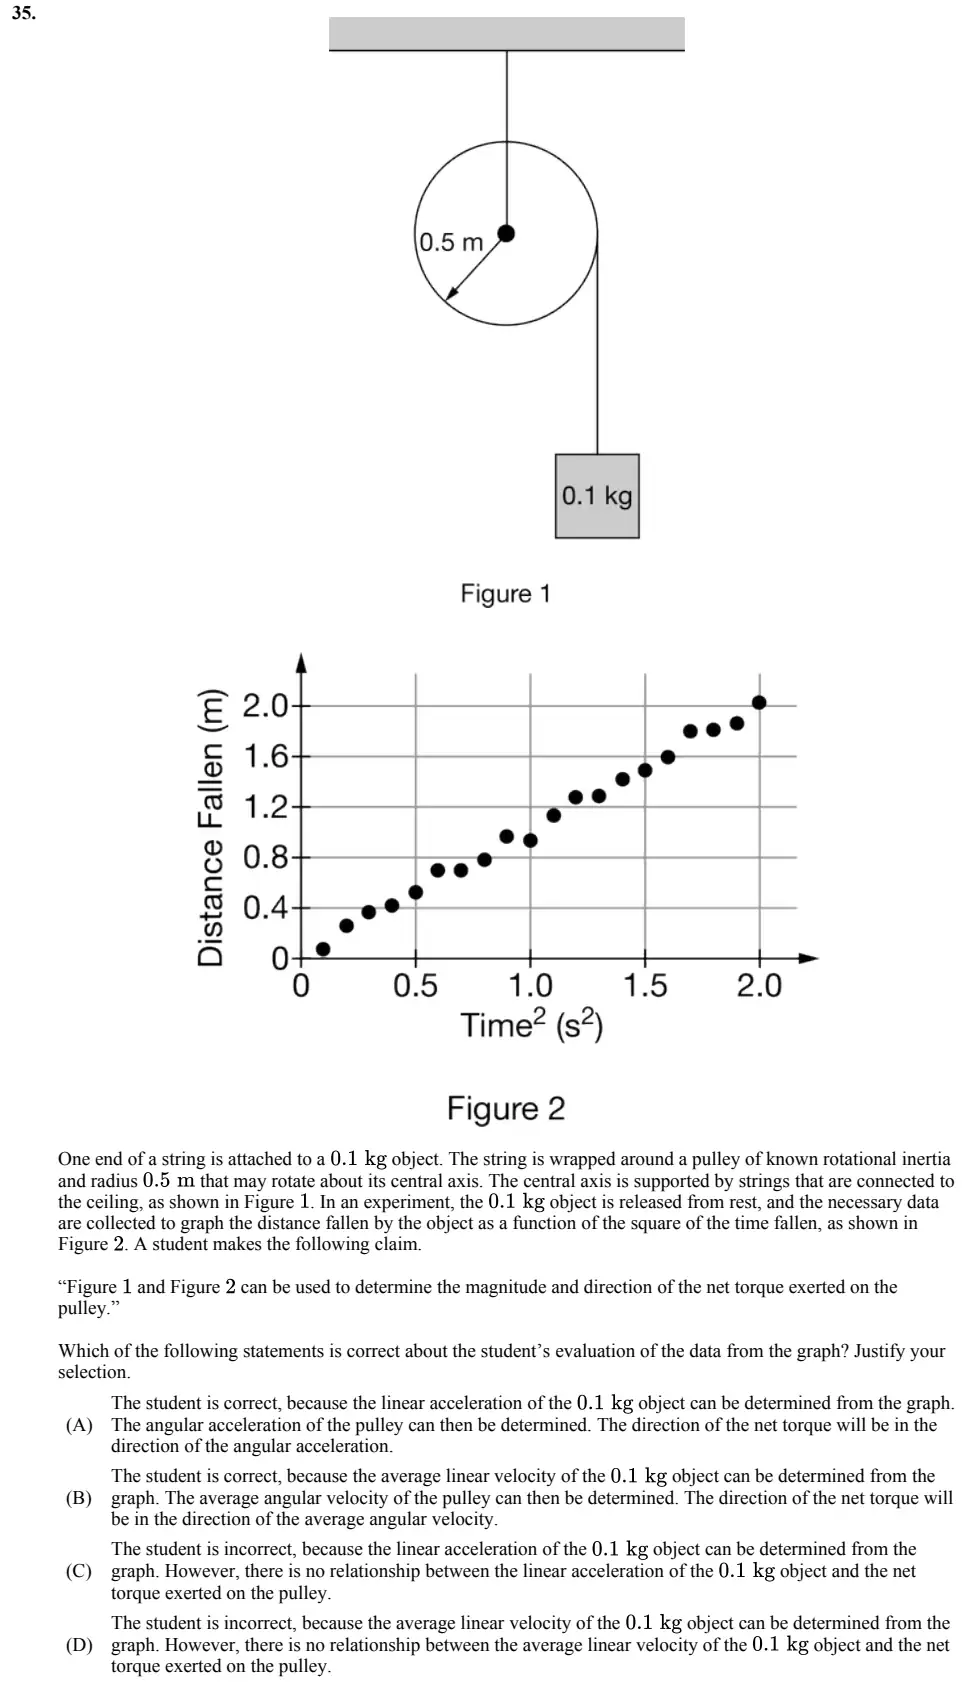 35.
0.5 m
0.1 kg
Figure 1
Distance Fallen (m)
2.0
1.6
1.2
0.8
0.4
0
0 0.5 1.0 1.5 2.0
Time² (s²)
Figure 2
One end of a string is attached to a 0.1 kg object. The string is wrapped around a pulley of known rotational inertia
and radius 0.5 m that may rotate about its central axis. The central axis is supported by strings that are connected to
the ceiling, as shown in Figure 1. In an experiment, the 0.1 kg object is released from rest, and the necessary data
are collected to graph the distance fallen by the object as a function of the square of the time fallen, as shown in
Figure 2. A student makes the following claim.
“Figure 1 and Figure 2 can be used to determine the magnitude and direction of the net torque exerted on the
pulley.”
Which of the following statements is correct about the student’s evaluation of the data from the graph? Justify your
selection.
The student is correct, because the linear acceleration of the 0.1 kg object can be determined from the graph.
(A) The angular acceleration of the pulley can then be determined. The direction of the net torque will be in the
direction of the angular acceleration.
The student is correct, because the average linear velocity of the 0.1 kg object can be determined from the
(B) graph. The average angular velocity of the pulley can then be determined. The direction of the net torque will
be in the direction of the average angular velocity.
The student is incorrect, because the linear acceleration of the 0.1 kg object can be determined from the
(C) graph. However, there is no relationship between the linear acceleration of the 0.1 kg object and the net
torque exerted on the pulley.
The student is incorrect, because the average linear velocity of the 0.1 kg object can be determined from the
(D) graph. However, there is no relationship between the average linear velocity of the 0.1 kg object and the net
torque exerted on the pulley.